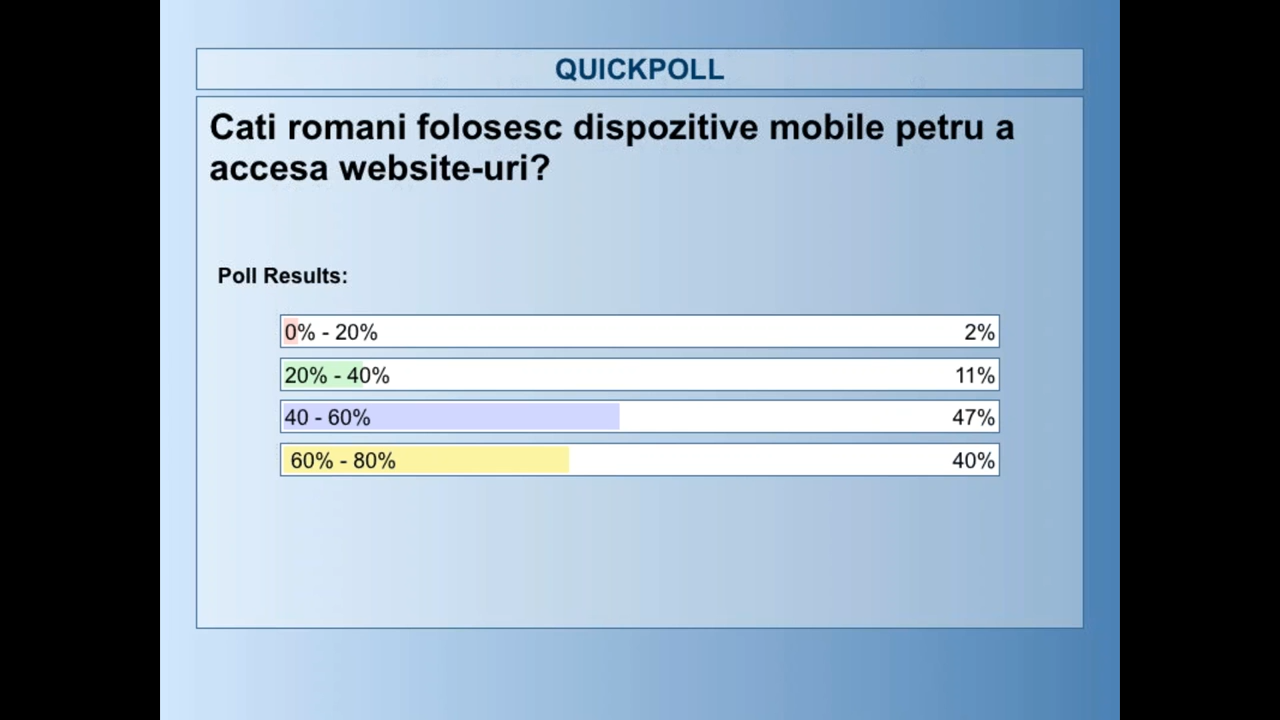 QUICKPOLL
Cati romani folosesc dispozitive mobile petru a
accesa website-uri?
Poll Results:
0% - 20% 2%
20% - 40% 11%
40 - 60% 47%
60% - 80% 40%